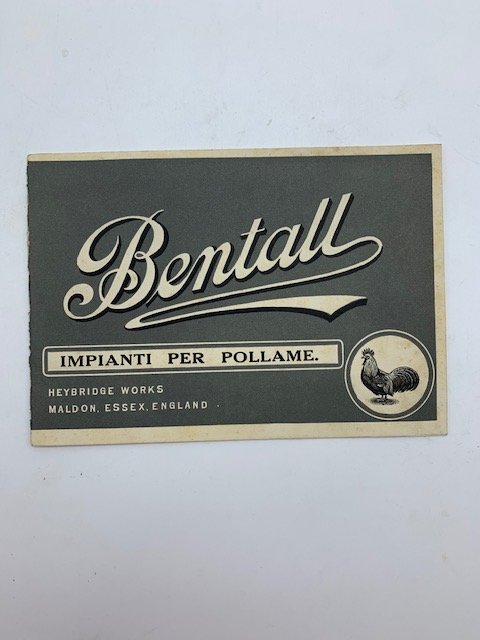 Bentall
IMPIANTI PER POLLAME.
HEYBRIDGE WORKS
MALDON, ESSEX, ENGLAND